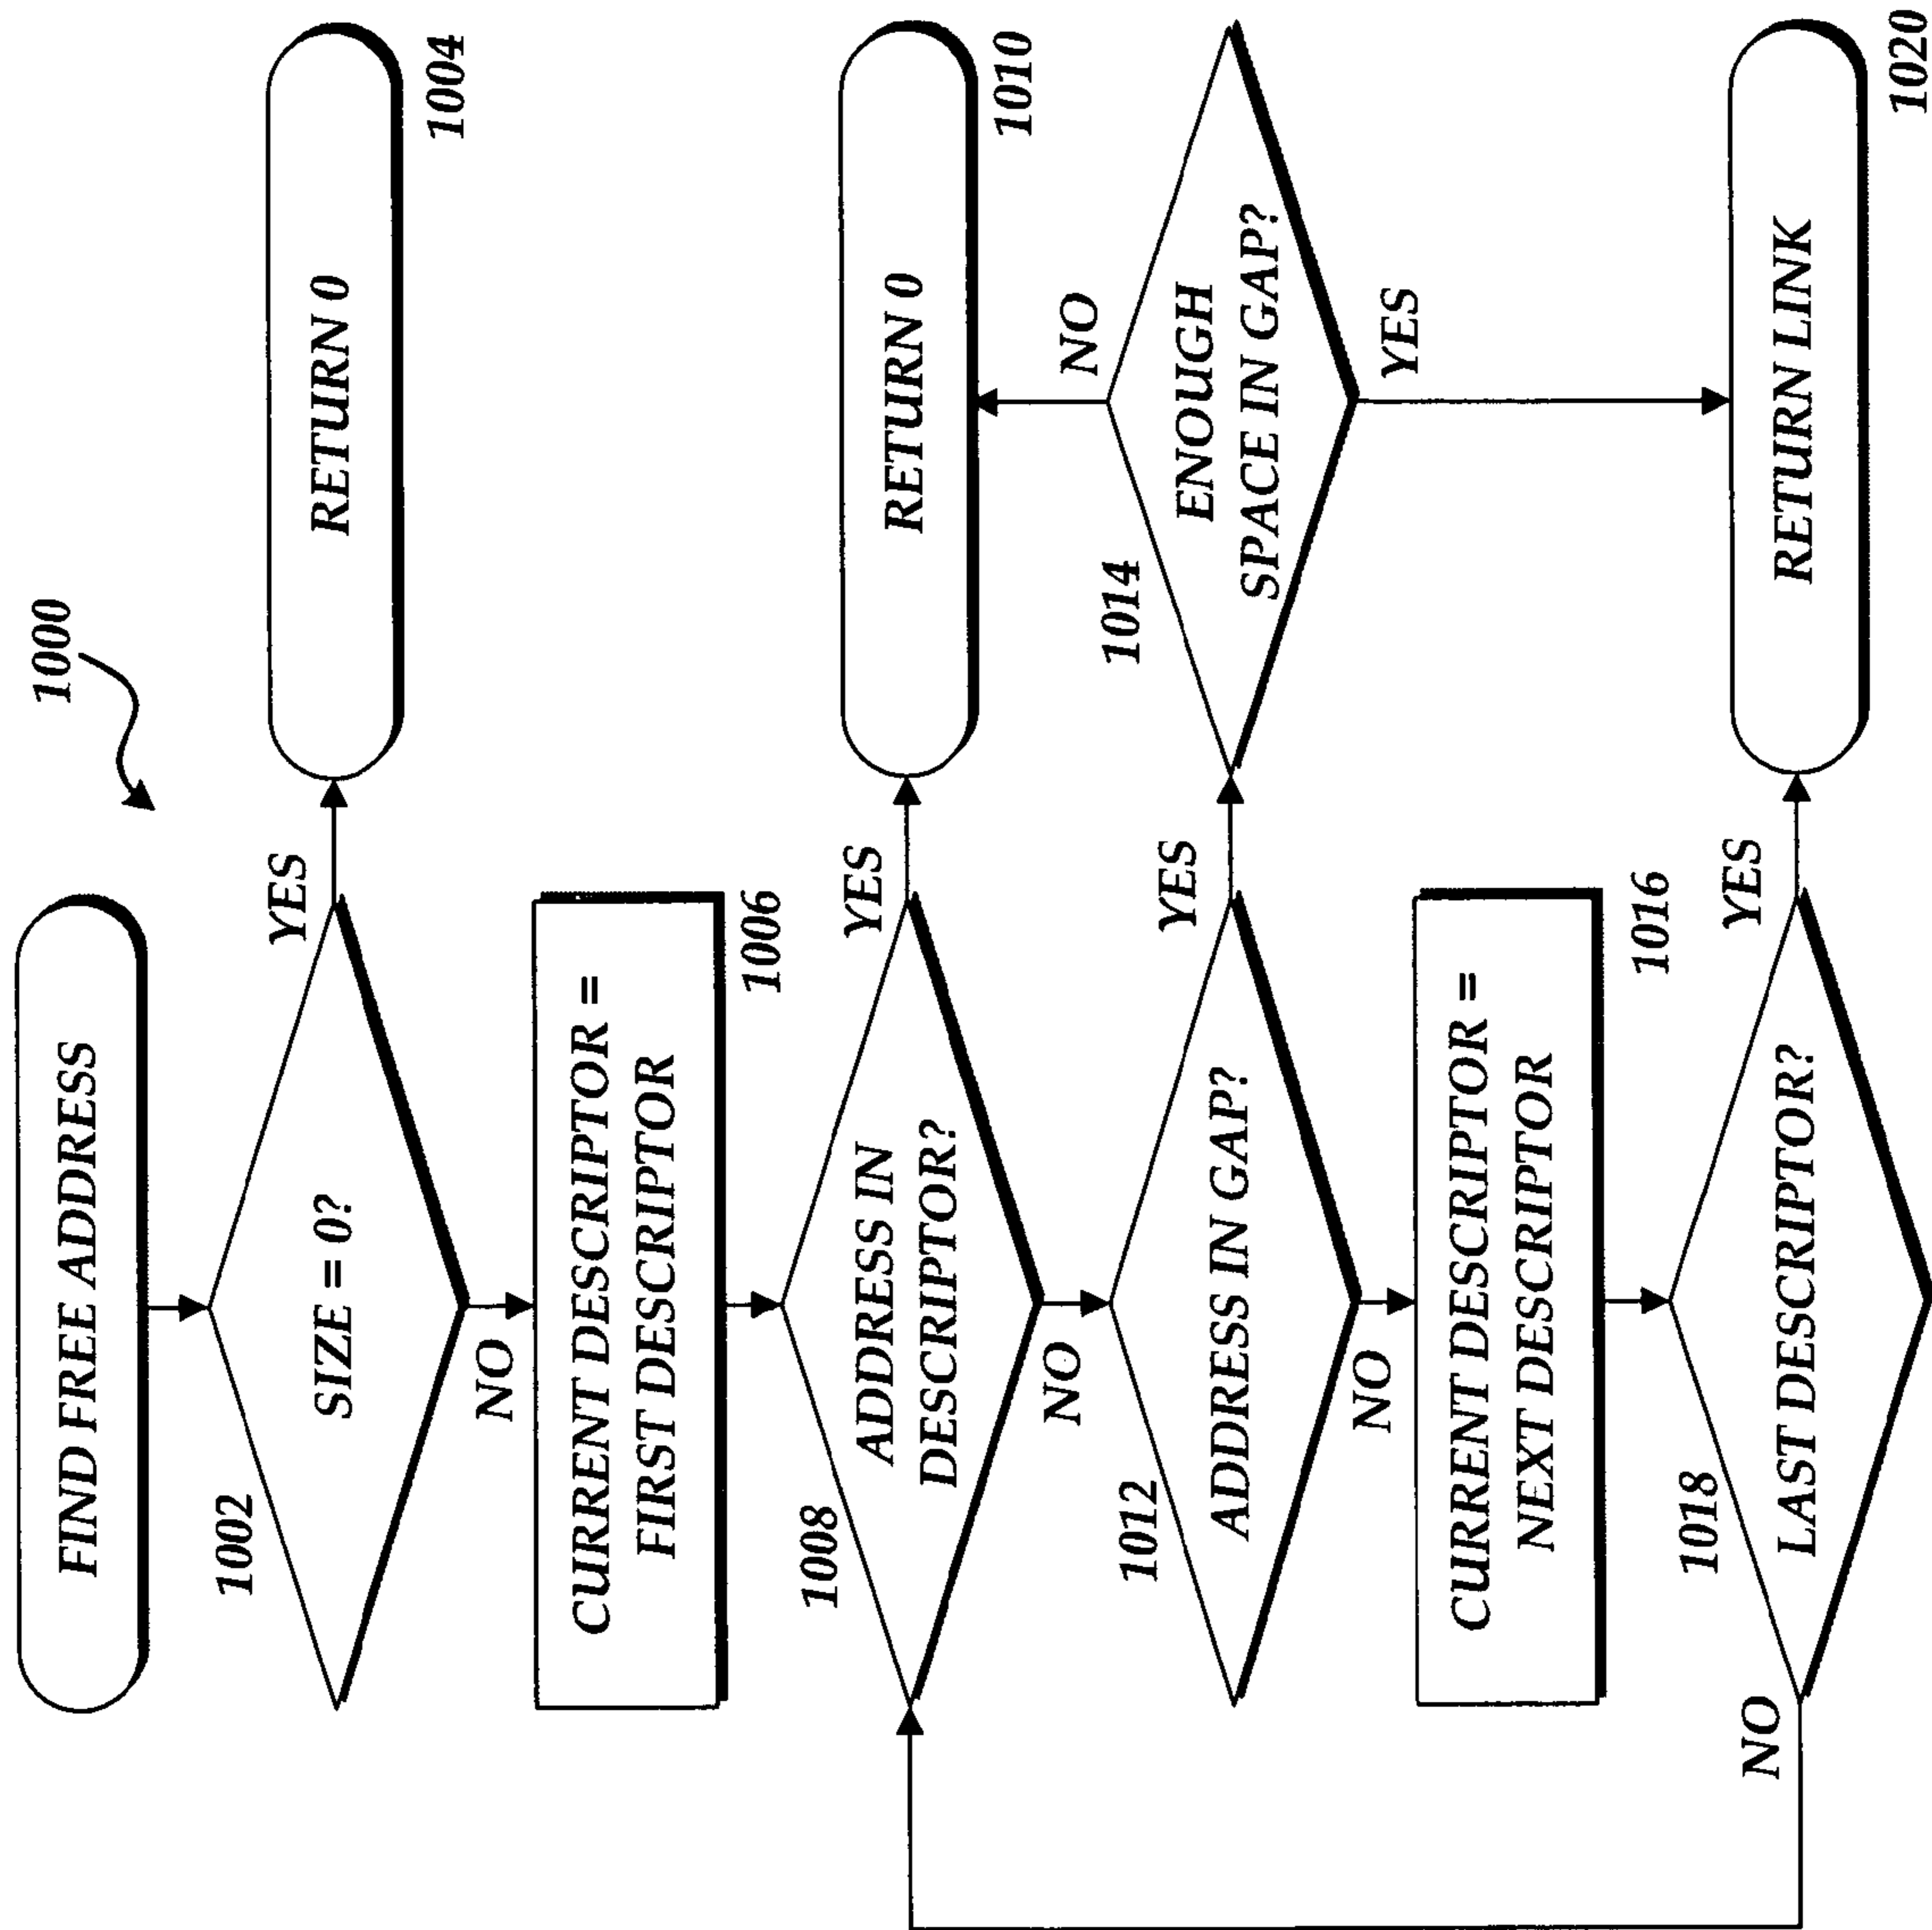 1000
FIND FREE ADDRESS
1002
SIZE = 0?
YES
RETURN 0
1004
NO
CURRENT DESCRIPTOR =
FIRST DESCRIPTOR
1006
1008
ADDRESS IN
DESCRIPTOR?
YES
RETURN 0
1010
NO
1012
ADDRESS IN GAP?
YES
1014
ENOUGH
SPACE IN GAP?
NO
YES
NO
CURRENT DESCRIPTOR =
NEXT DESCRIPTOR
1016
1018
LAST DESCRIPTOR?
NO
YES
RETURN LINK
1020